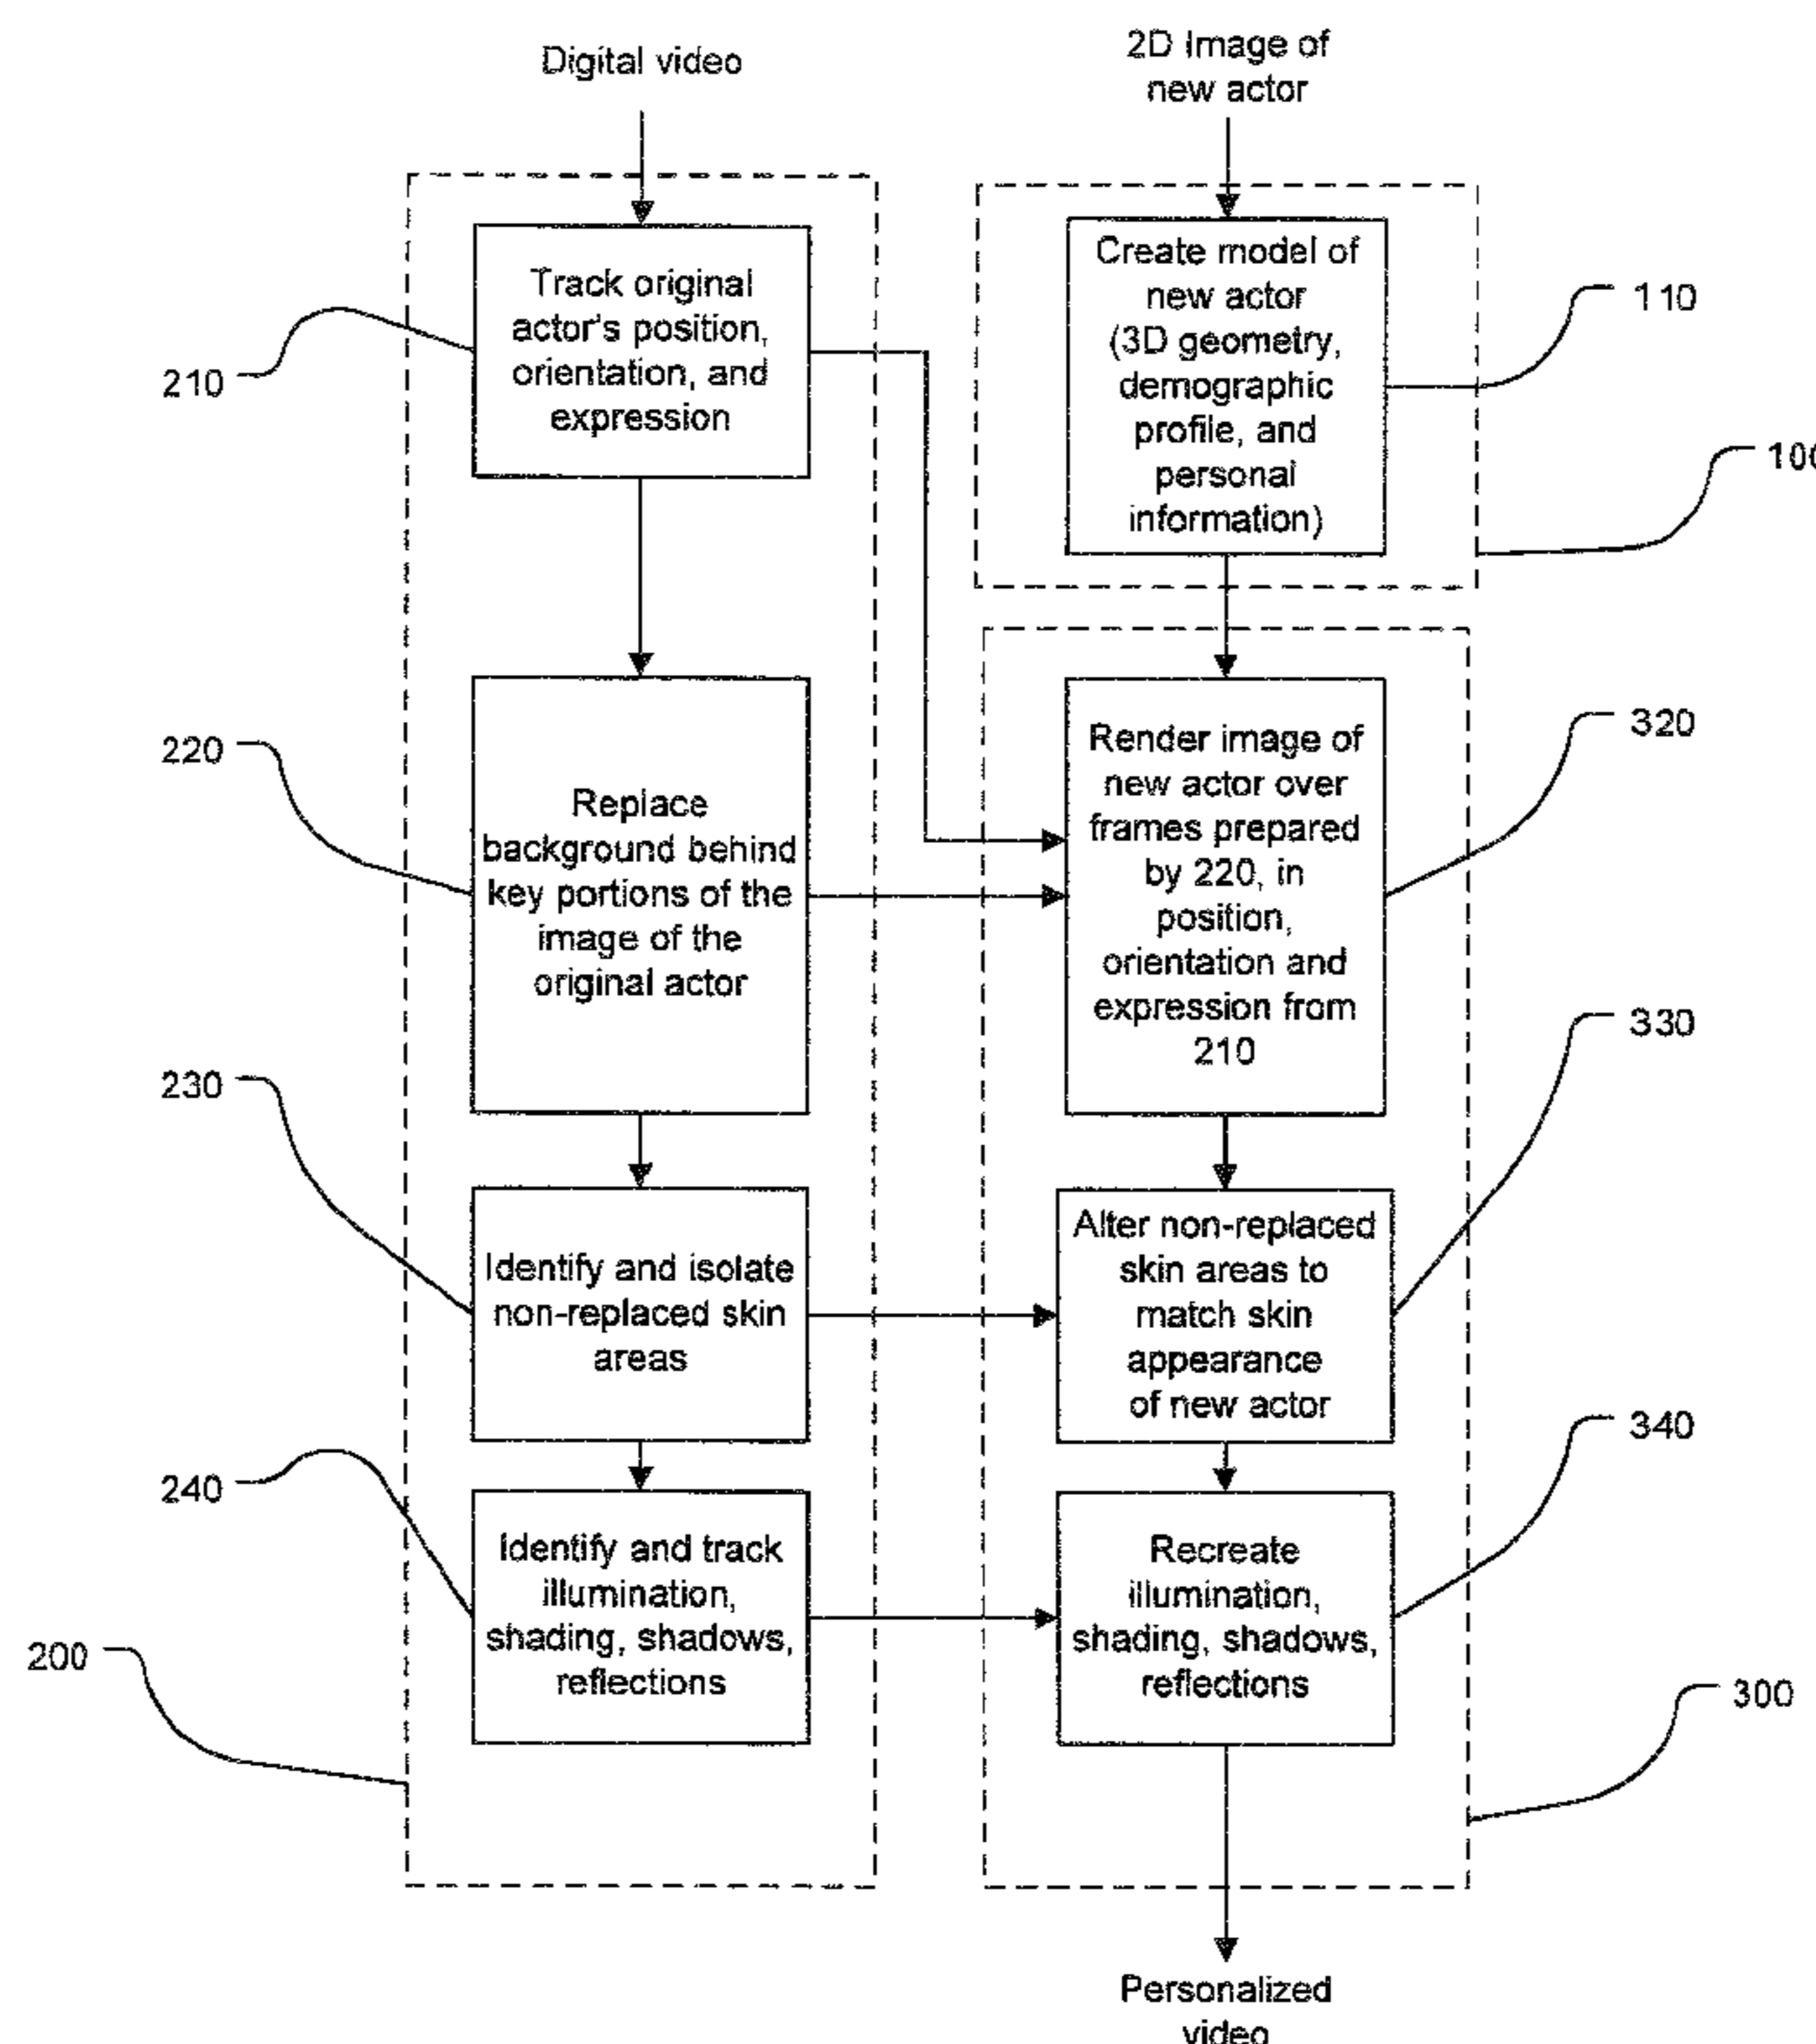 Digital video
2D Image of
new actor
Track original
actor's position,
orientation, and
expression
210
Create model of
new actor
(3D geometry,
demographic
profile, and
personal
information)
110
100
Replace
background behind
key portions of the
image of the
original actor
220
Render image of
new actor over
frames prepared
by 220, in
position,
orientation and
expression from
210
320
Identify and isolate
non-replaced skin
areas
230
Alter non-replaced
skin areas to
match skin
appearance
of new actor
330
Identify and track
illumination,
shading, shadows,
reflections
240
Recreate
illumination,
shading, shadows,
reflections
340
200
300
Personalized
video